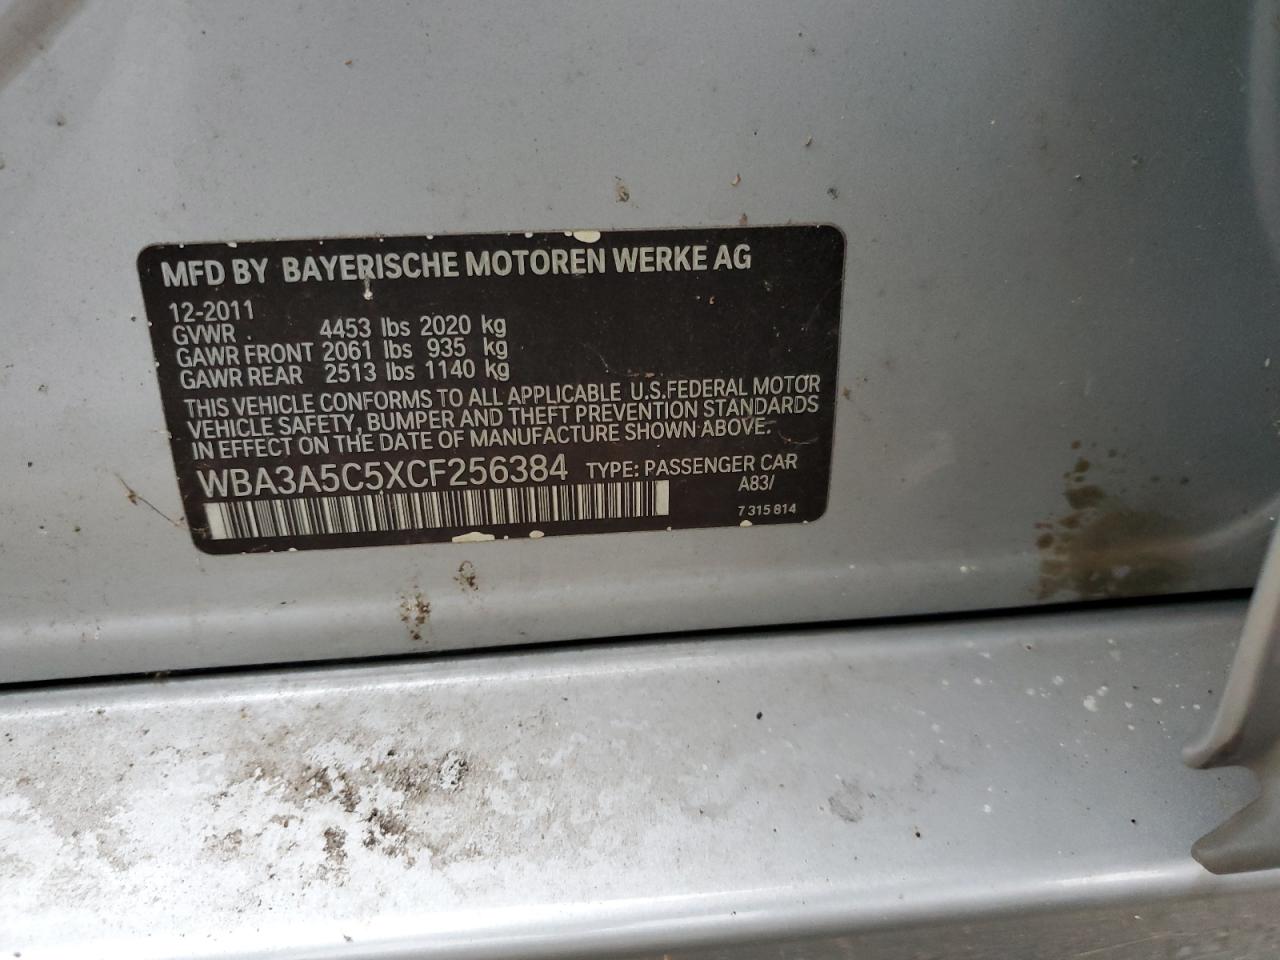 MFD BY BAYERISCHE MOTOREN WERKE AG
12-2011
GVWR . 4453 lbs 2020 kg
GAWR FRONT 2061 lbs 935 kg
GAWR REAR 2513 lbs 1140 kg
THIS VEHICLE CONFORMS TO ALL APPLICABLE U.S.FEDERAL MOTOR
VEHICLE SAFETY, BUMPER AND THEFT PREVENTION STANDARDS
IN EFFECT ON THE DATE OF MANUFACTURE SHOWN ABOVE.
WBA3A5C5XCF256384 TYPE: PASSENGER CAR
A83/
7 315 814